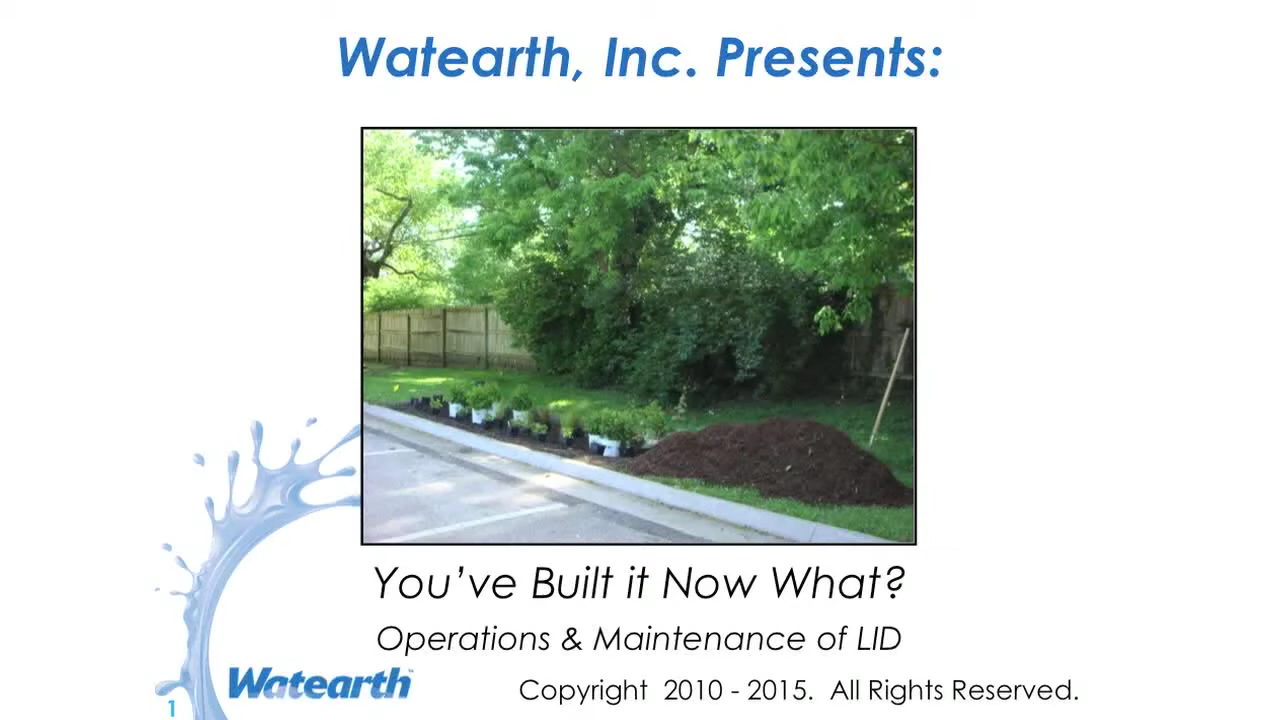 Watearth, Inc. Presents:
You’ve Built it Now What?
Operations & Maintenance of LID
Watearth™
Copyright 2010 - 2015. All Rights Reserved.
1